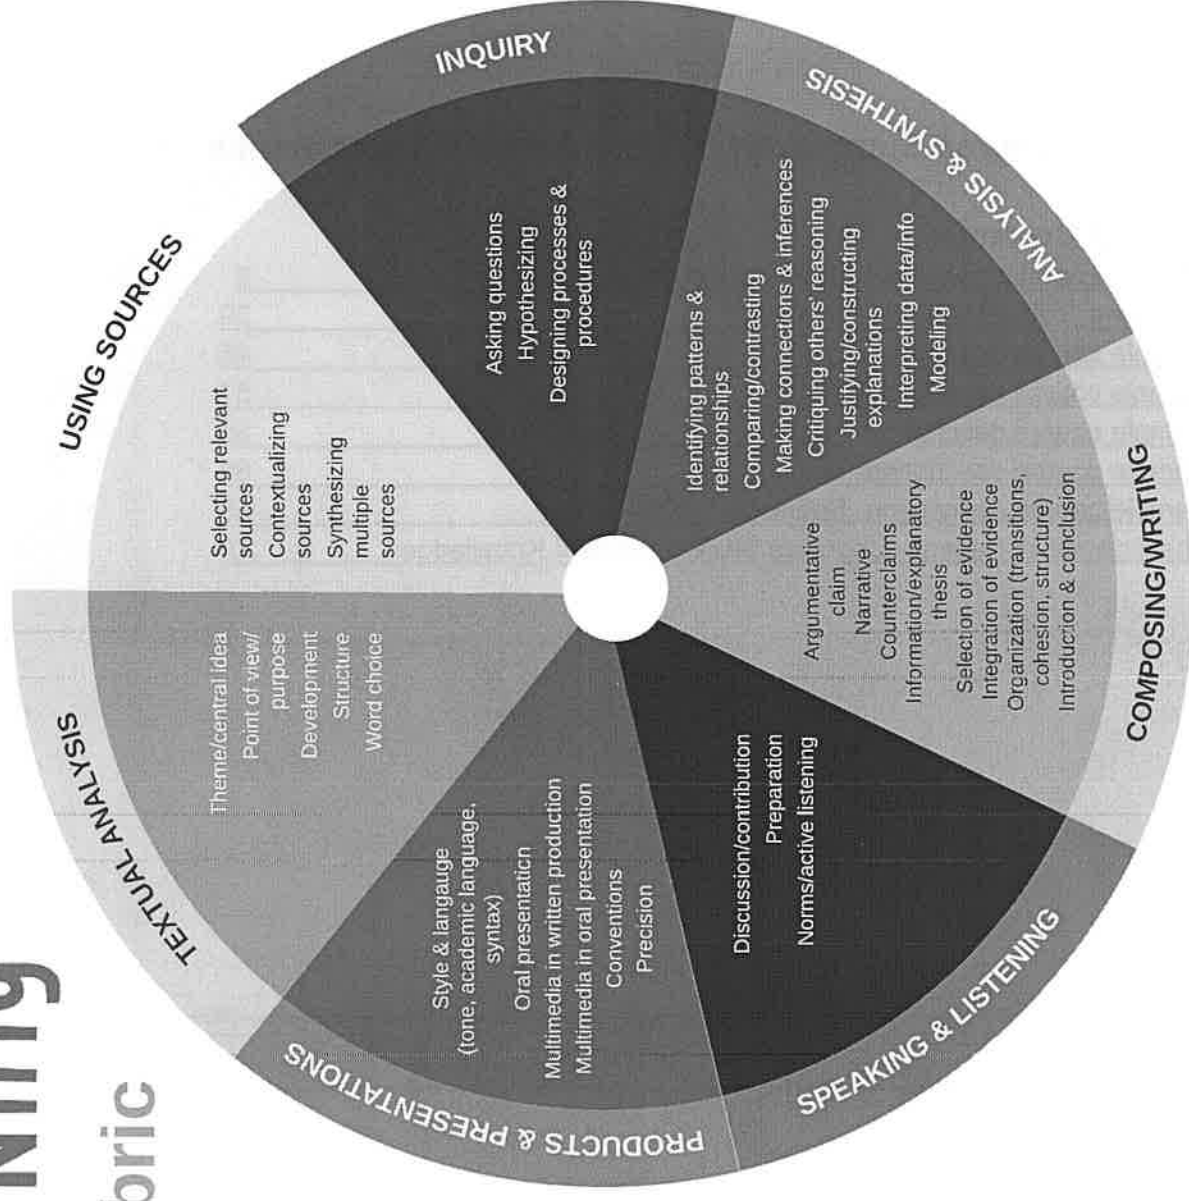 bric
TEXTUAL ANALYSIS
Theme/central idea
Point of view/
purpose
Development
Structure
Word choice
USING SOURCES
Selecting relevant
sources
Contextualizing
sources
Synthesizing
multiple
sources
INQUIRY
Asking questions
Hypothesizing
Designing processes &
procedures
ANALYSIS & SYNTHESIS
Identifying patterns &
relationships
Comparing/contrasting
Making connections & inferences
Critiquing others' reasoning
Justifying/constructing
explanations
Interpreting data/info
Modeling
COMPOSING/WRITING
Argumentative
claim
Narrative
Counterclaims
Information/explanatory
thesis
Selection of evidence
Integration of evidence
Organization (transitions,
cohesion, structure)
Introduction & conclusion
SPEAKING & LISTENING
Discussion/contribution
Preparation
Norms/active listening
PRODUCTS & PRESENTATIONS
Style & langauge
(tone, academic language,
syntax)
Oral presentation
Multimedia in written production
Multimedia in oral presentation
Conventions
Precision